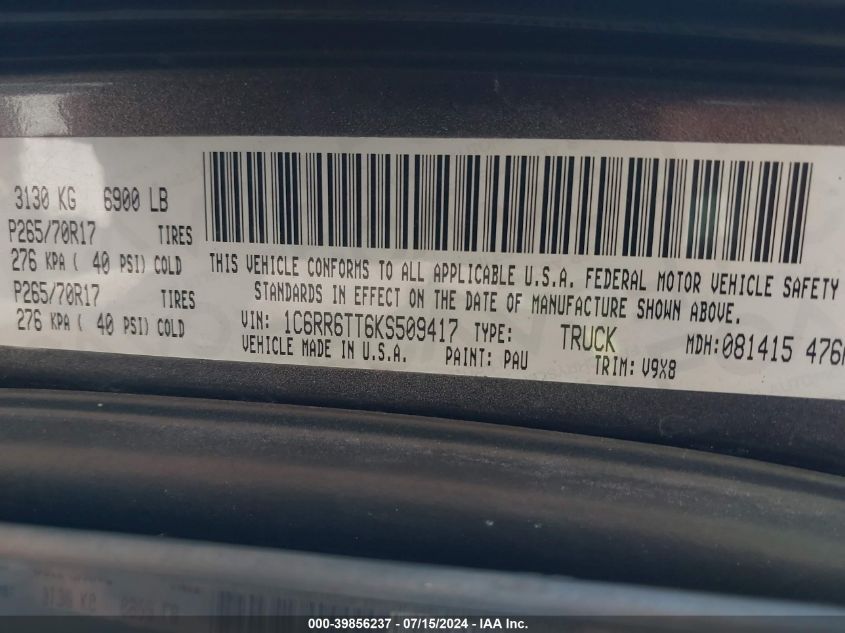 3130 KG 6900 LB
P265/70R17 TIRES
276 KPA ( 40 PSI) COLD
P265/70R17 TIRES
276 KPA ( 40 PSI) COLD
THIS VEHICLE CONFORMS TO ALL APPLICABLE U.S.A. FEDERAL MOTOR VEHICLE SAFETY
STANDARDS IN EFFECT ON THE DATE OF MANUFACTURE SHOWN ABOVE.
VIN: 1C6RR6TT6KS509417 TYPE: TRUCK MDH:081415 476
VEHICLE MADE IN U.S.A. PAINT: PAU TRIM: V9X8
000-39856237 - 07/15/2024 - IAA Inc.